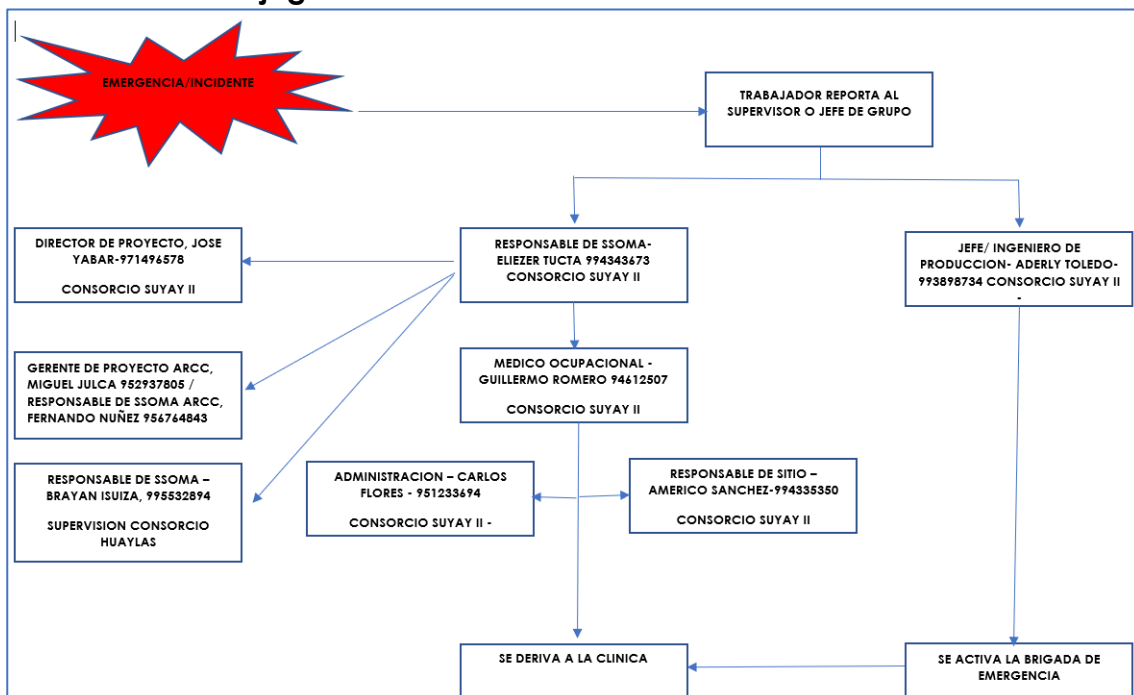 EMERGENCIA/INCIDENTE
TRABAJADOR REPORTA AL
SUPERVISOR O JEFE DE GRUPO
DIRECTOR DE PROYECTO, JOSE
YABAR-971496578
CONSORCIO SUYAY II
RESPONSABLE DE SSOMA-
ELIEZER TUCTA 994343673
CONSORCIO SUYAY II
JEFE/ INGENIERO DE
PRODUCCION- ADERLY TOLEDO-
993898734 CONSORCIO SUYAY II
-
GERENTE DE PROYECTO ARCC,
MIGUEL JULCA 952937805 /
RESPONSABLE DE SSOMA ARCC,
FERNANDO NUÑEZ 956764843
MEDICO OCUPACIONAL -
GUILLERMO ROMERO 94612507
CONSORCIO SUYAY II
RESPONSABLE DE SSOMA –
BRAYAN ISUIZA, 995532894
SUPERVISION CONSORCIO
HUAYLAS
ADMINISTRACION – CARLOS
FLORES - 951233694
CONSORCIO SUYAY II -
RESPONSABLE DE SITIO –
AMERICO SANCHEZ-994335350
CONSORCIO SUYAY II
SE DERIVA A LA CLINICA
SE ACTIVA LA BRIGADA DE
EMERGENCIA